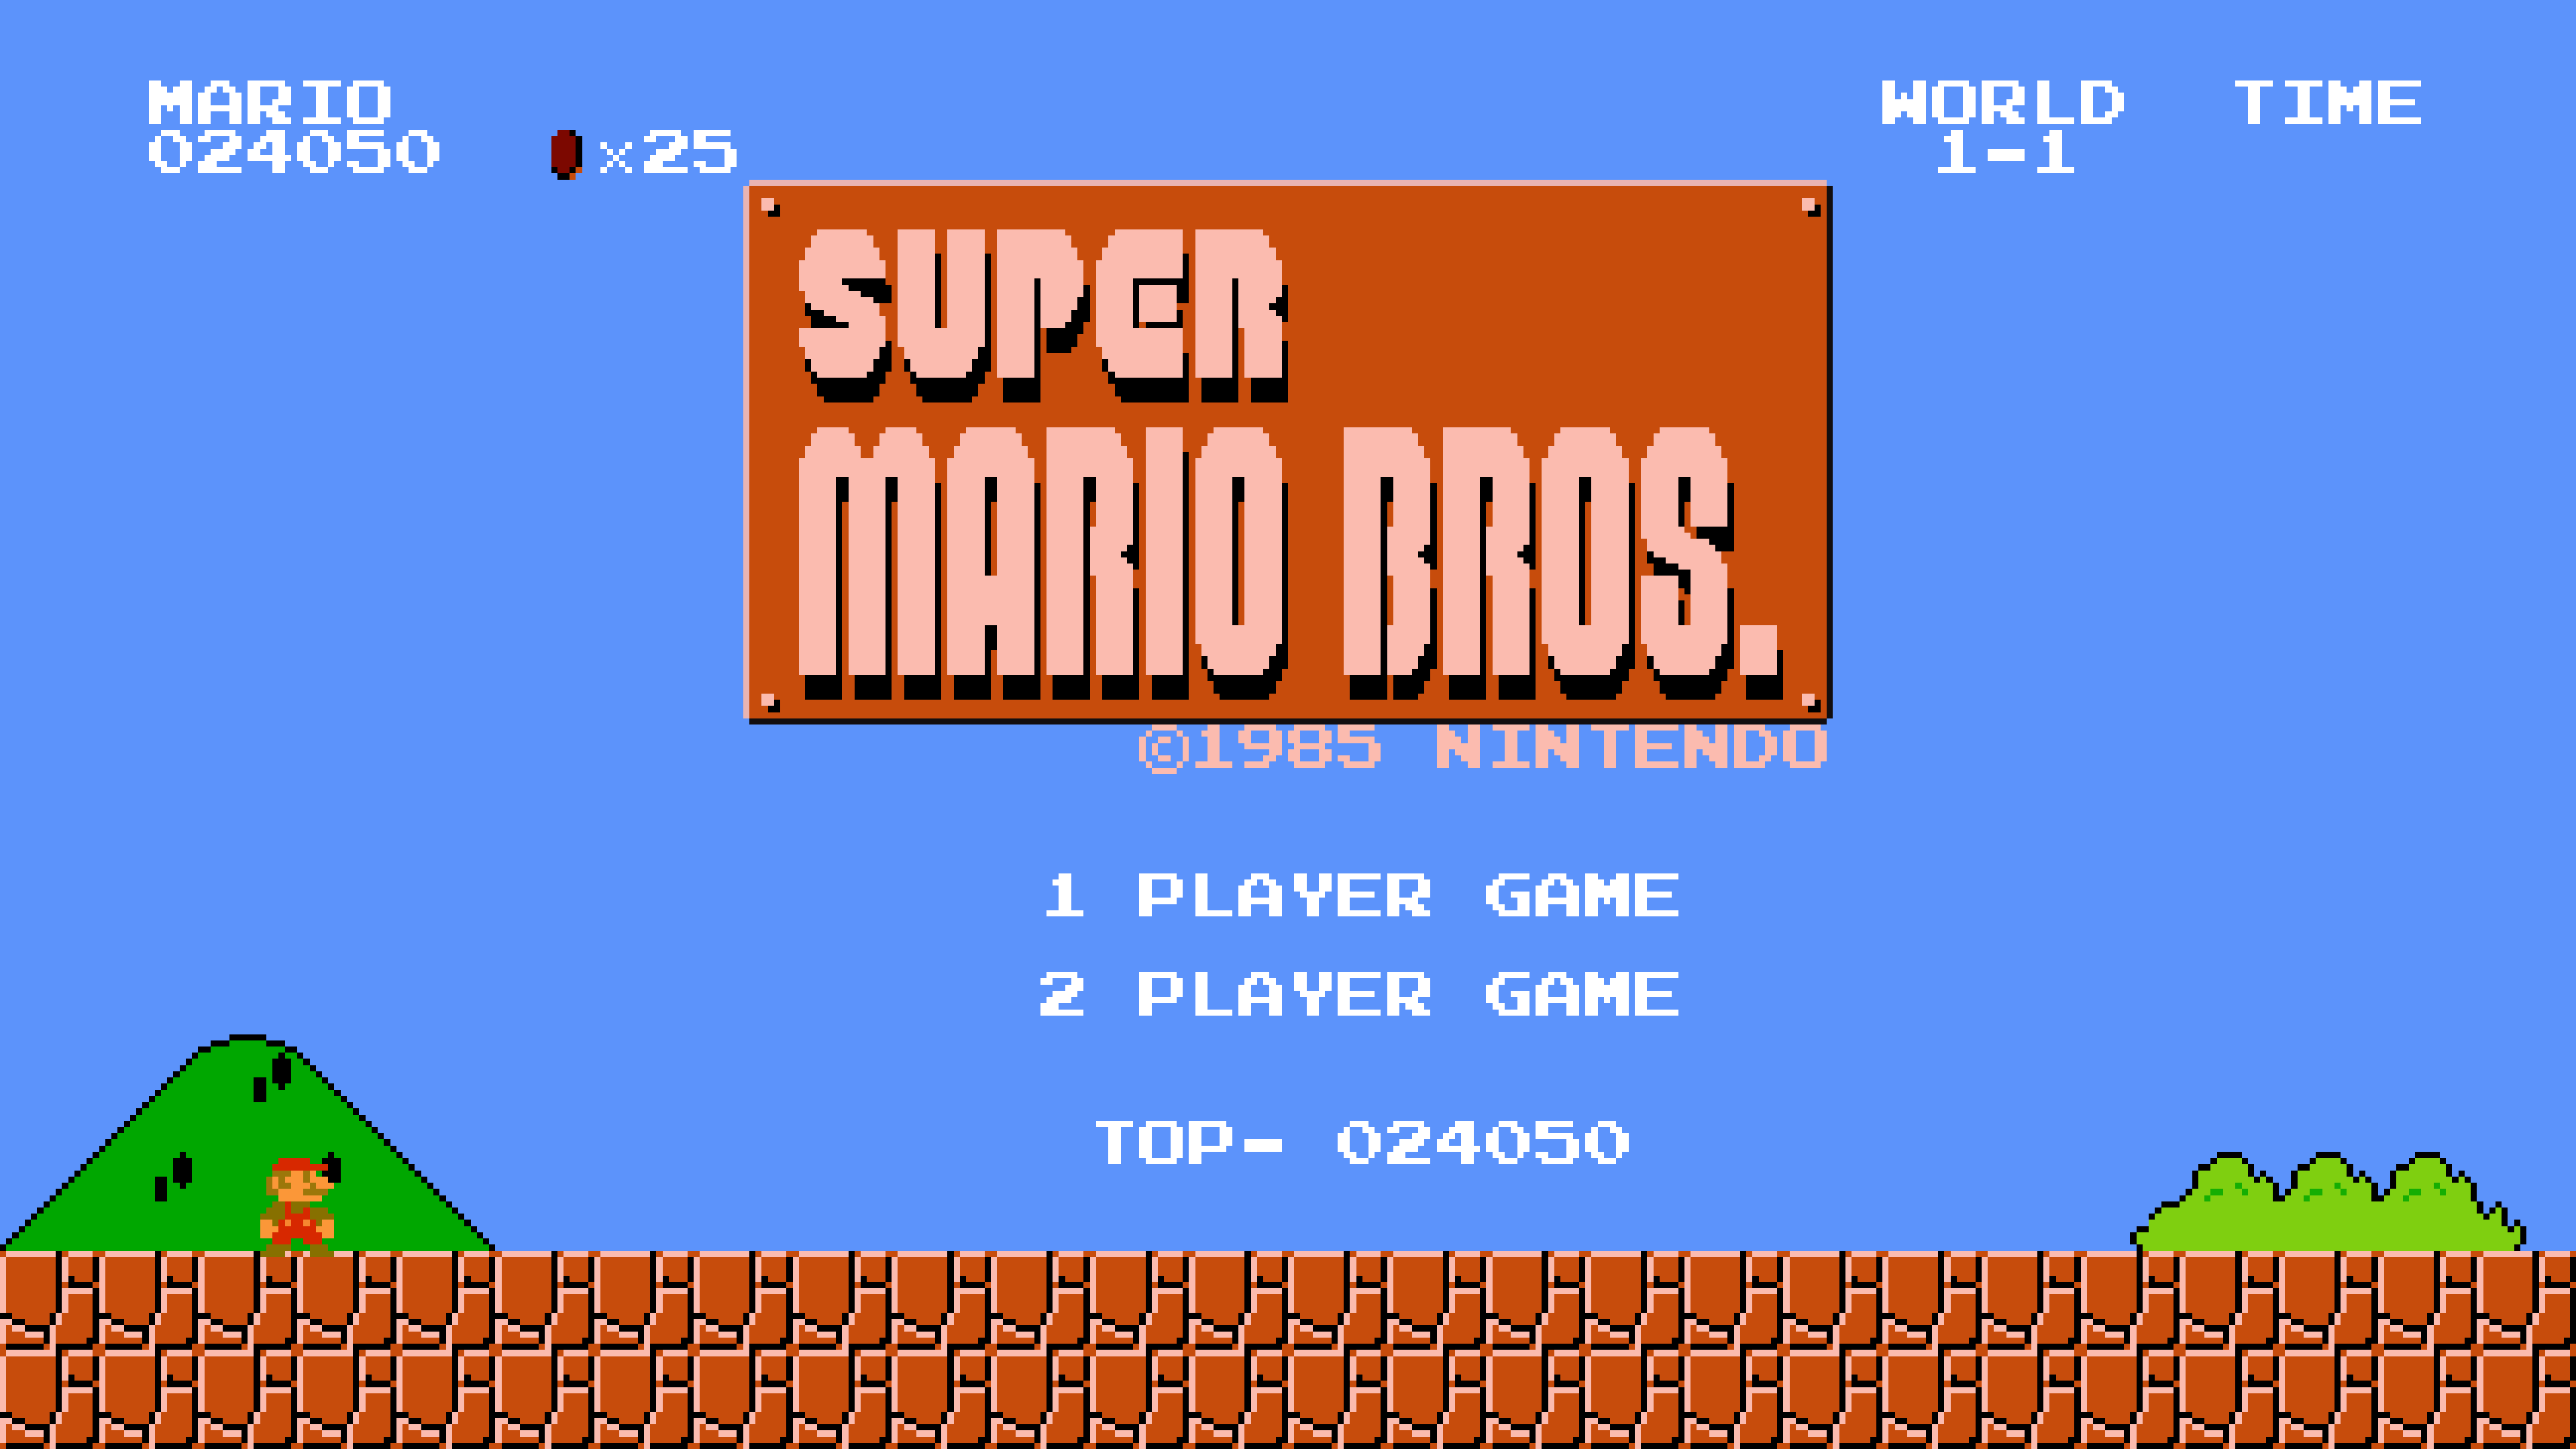 MARIO
WORLD TIME
024050 x25
1-1
SUPER
MARIO BROS.
©1985 NINTENDO
1 PLAYER GAME
2 PLAYER GAME
TOP- 024050